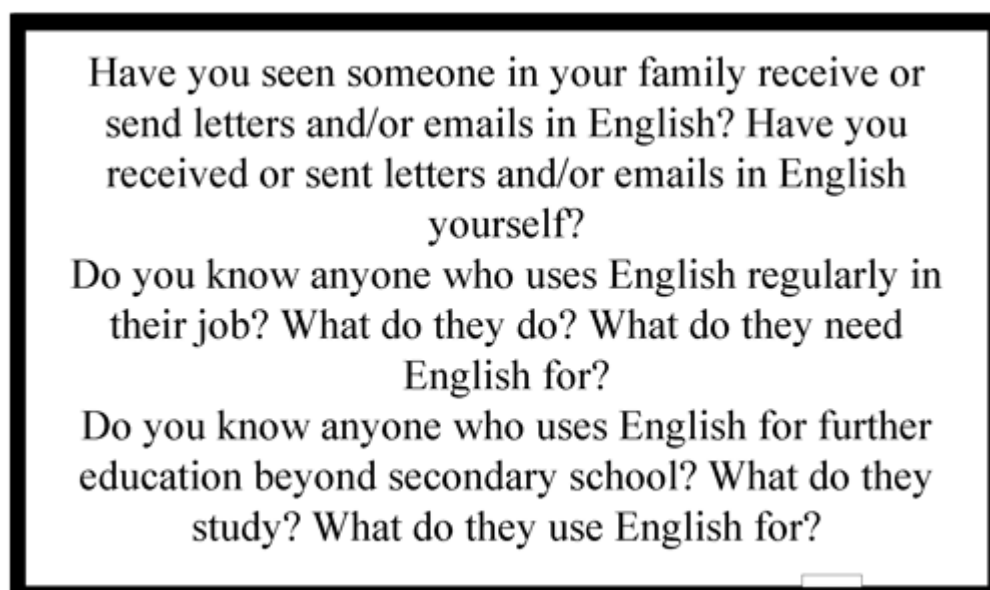 Have you seen someone in your family receive or
send letters and/or emails in English? Have you
received or sent letters and/or emails in English
yourself?
Do you know anyone who uses English regularly in
their job? What do they do? What do they need
English for?
Do you know anyone who uses English for further
education beyond secondary school? What do they
study? What do they use English for?